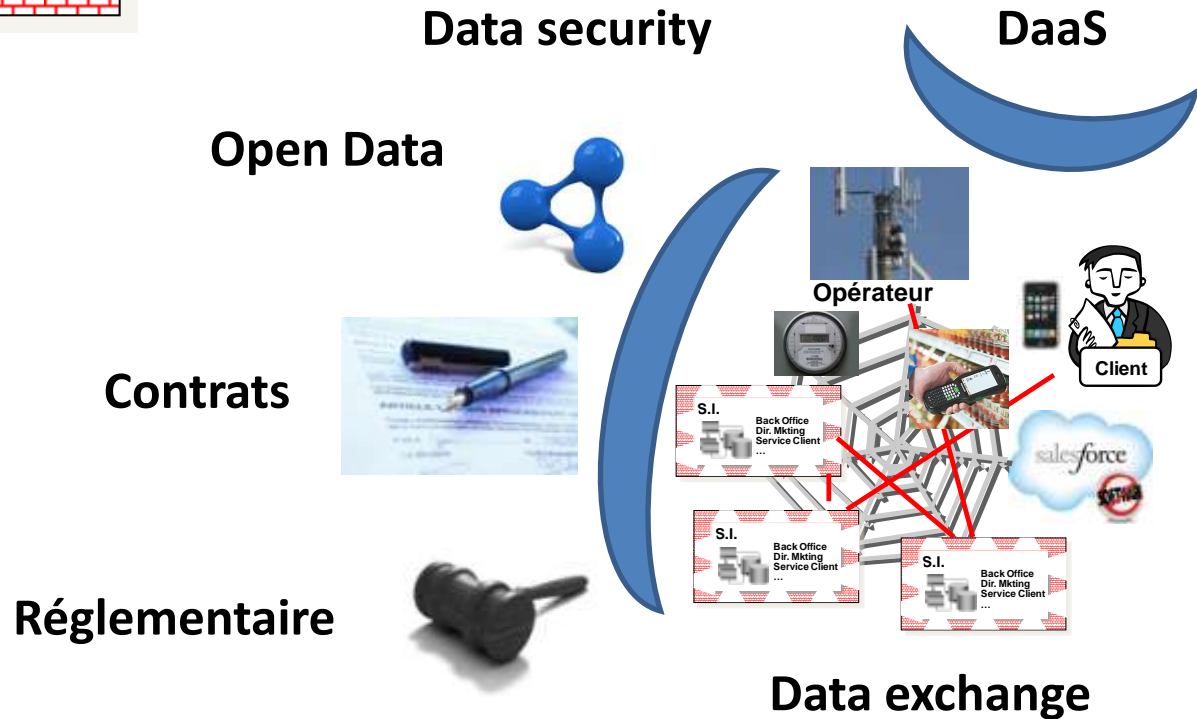 Data security
DaaS
Open Data
Opérateur
Client
Contrats
S.I.
Back Office
Dir. Mkting
Service Client
...
salesforce
SOFTWARE
S.I.
Back Office
Dir. Mkting
Service Client
...
S.I.
Back Office
Dir. Mkting
Service Client
...
Réglementaire
Data exchange